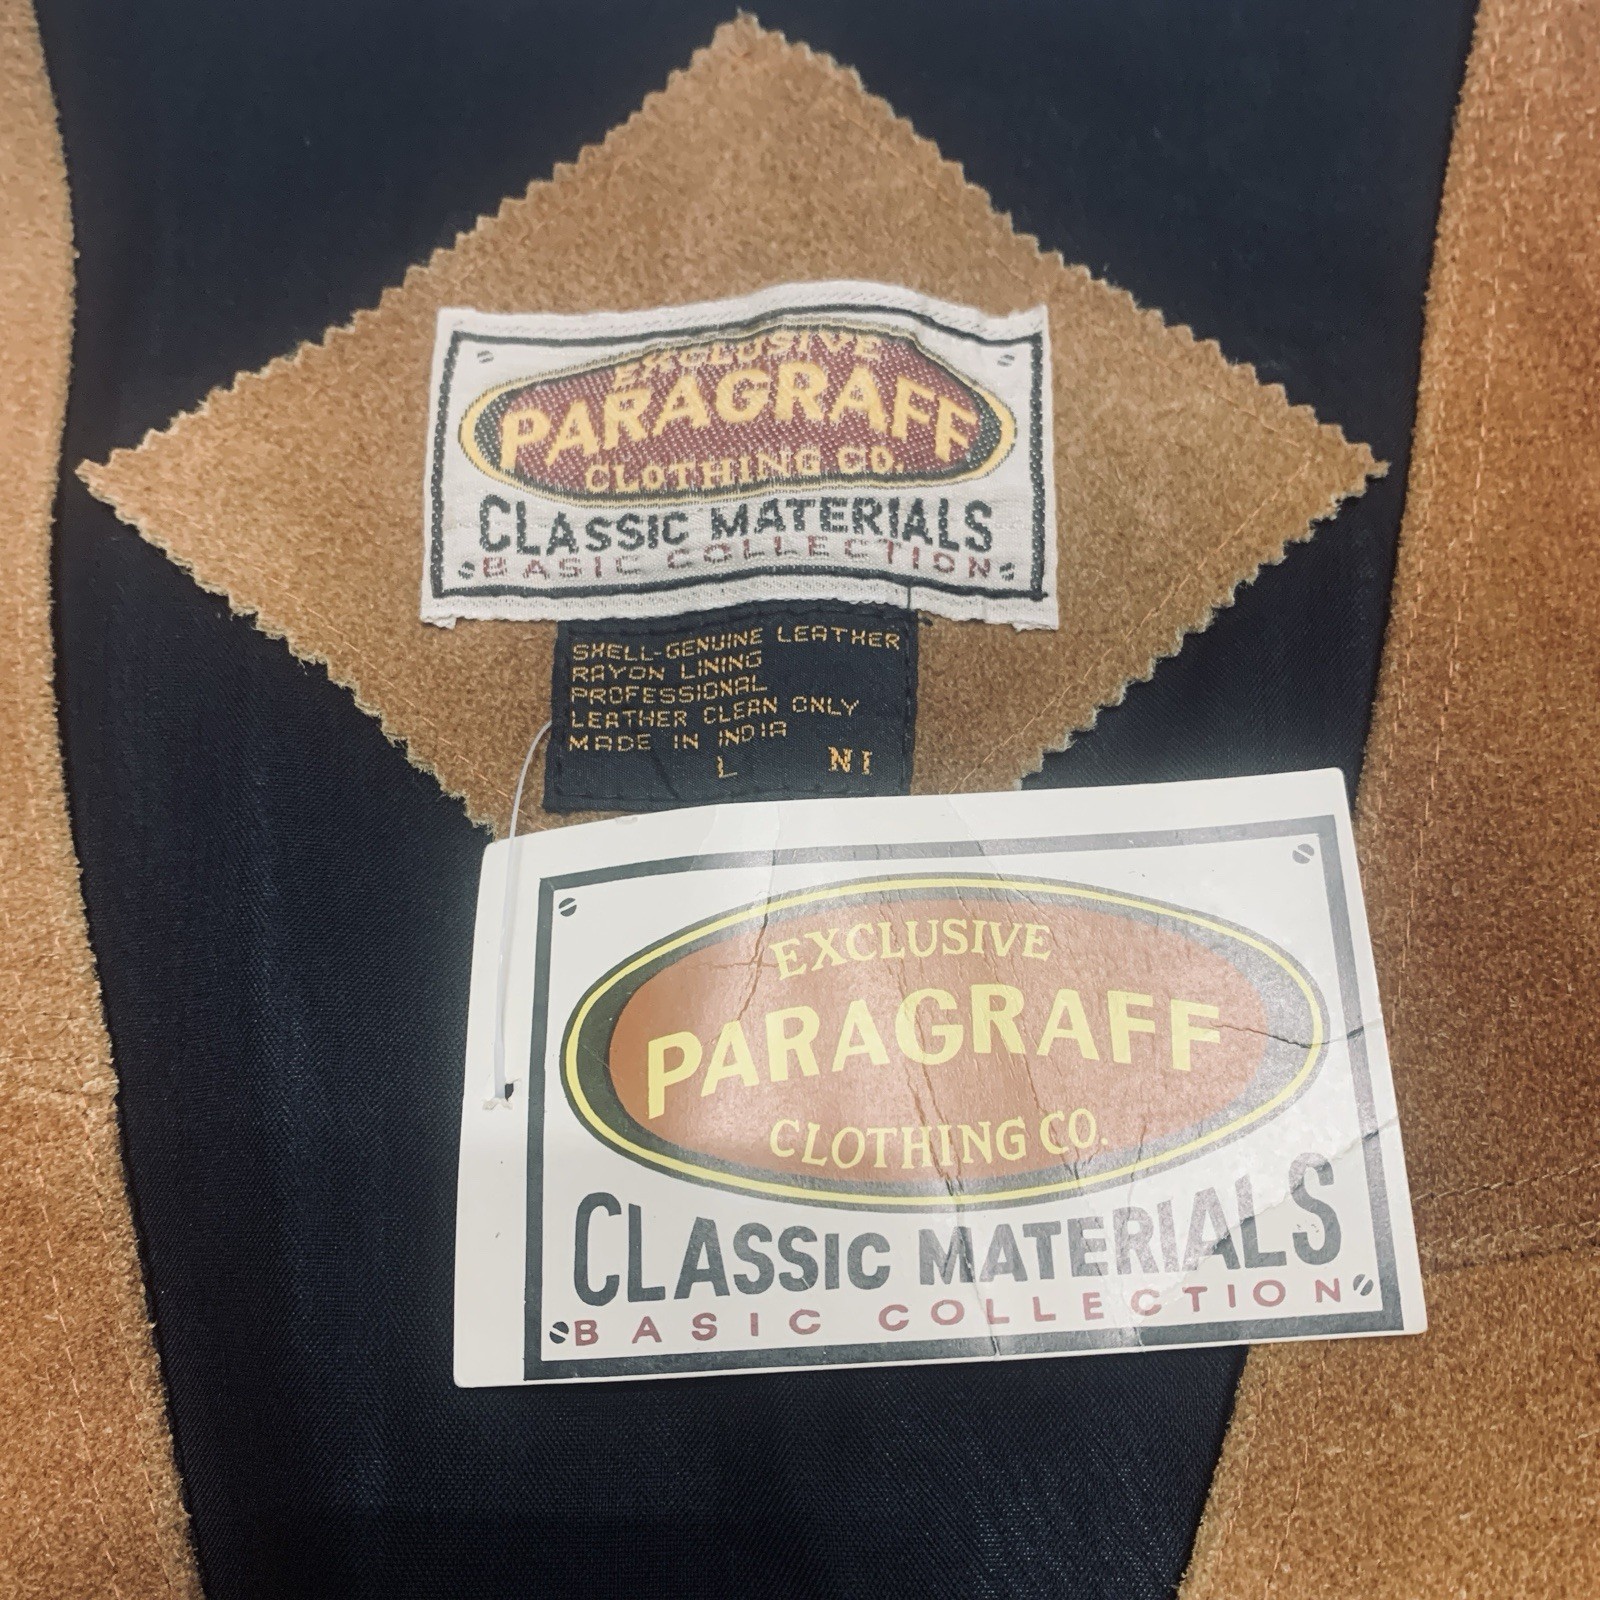 EXCLUSIVE
PARAGRAFF
CLOTHING CO.
CLASSIC MATERIALS
BASIC COLLECTION
SHELL-GENUINE LEATHER
RAYON LINING
PROFESSIONAL
LEATHER CLEAN ONLY
MADE IN INDIA
L NI
EXCLUSIVE
PARAGRAFF
CLOTHING CO.
CLASSIC MATERIALS
BASIC COLLECTION